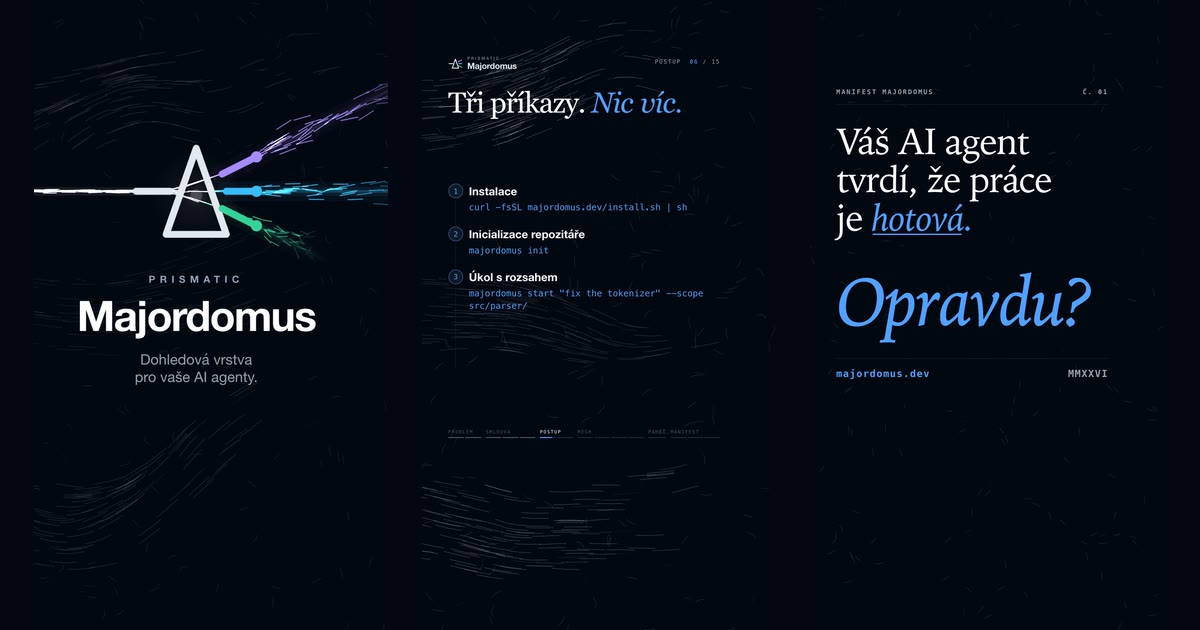 PRISMATIC
Majordomus
Dohledová vrstva
pro vaše AI agenty.
PRISMATIC
Majordomus
POSTUP 06 / 15
Tři příkazy. Nic víc.
1 Instalace
curl -fsSL majordomus.dev/install.sh | sh
2 Inicializace repozitáře
majordomus init
3 Úkol s rozsahem
majordomus start "fix the tokenizer" --scope
src/parser/
PROBLÉM SMLOUVA POSTUP MESH PAMĚŤ MANIFEST
MANIFEST MAJORDOMUS Č. 01
Váš AI agent
tvrdí, že práce
je hotová.
Opravdu?
majordomus.dev MMXXVI